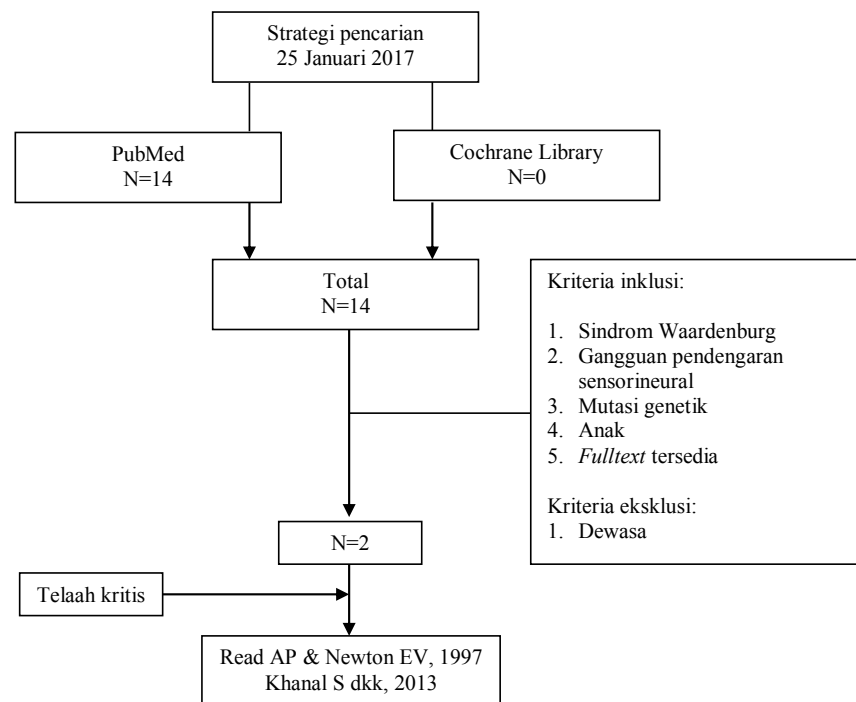 Strategi pencarian
25 Januari 2017
PubMed
N=14
Cochrane Library
N=0
Total
N=14
Kriteria inklusi:
1. Sindrom Waardenburg
2. Gangguan pendengaran
sensorineural
3. Mutasi genetik
4. Anak
5. Fulltext tersedia
Kriteria eksklusi:
1. Dewasa
N=2
Telaah kritis
Read AP & Newton EV, 1997
Khanal S dkk, 2013